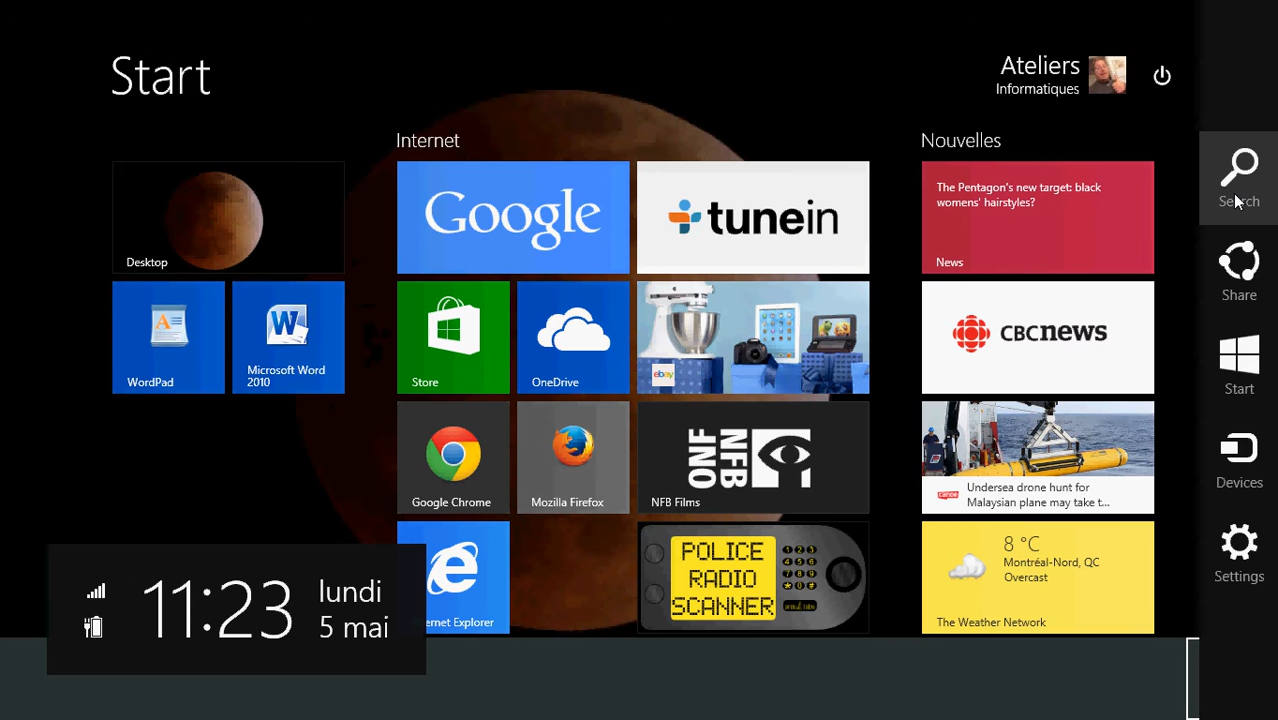 Start
Ateliers
Informatiques
Internet
Nouvelles
Desktop
WordPad
Microsoft Word
2010
Google
tunein
Store
OneDrive
ebay
Google Chrome
Mozilla Firefox
ONF
NFB
NFB Films
ernet Explorer
POLICE
RADIO
SCANNER
The Pentagon's new target: black
womens' hairstyles?
News
CBCnews
canoe
Undersea drone hunt for
Malaysian plane may take t...
8 °C
Montréal-Nord, QC
Overcast
The Weather Network
11:23
lundi
5 mai
Search
Share
Start
Devices
Settings